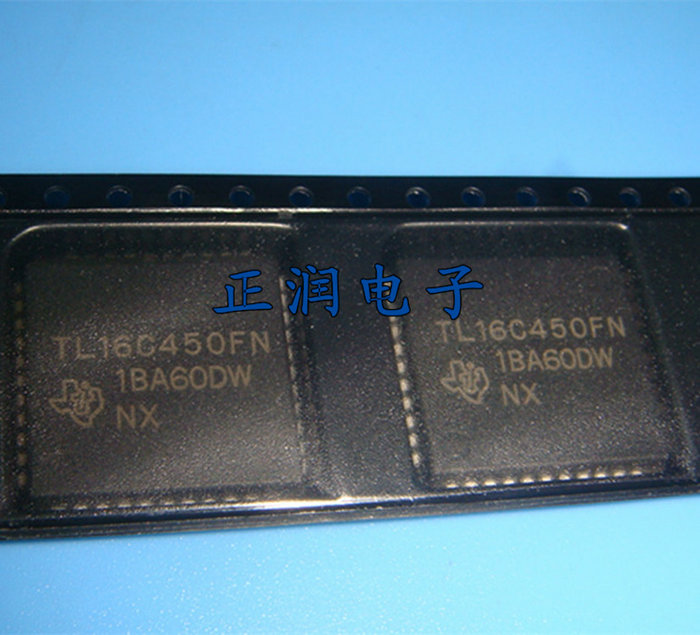 正润电子
TL16C450FN
1BA60DW
NX
TL16C450FN
1BA60DW
NX